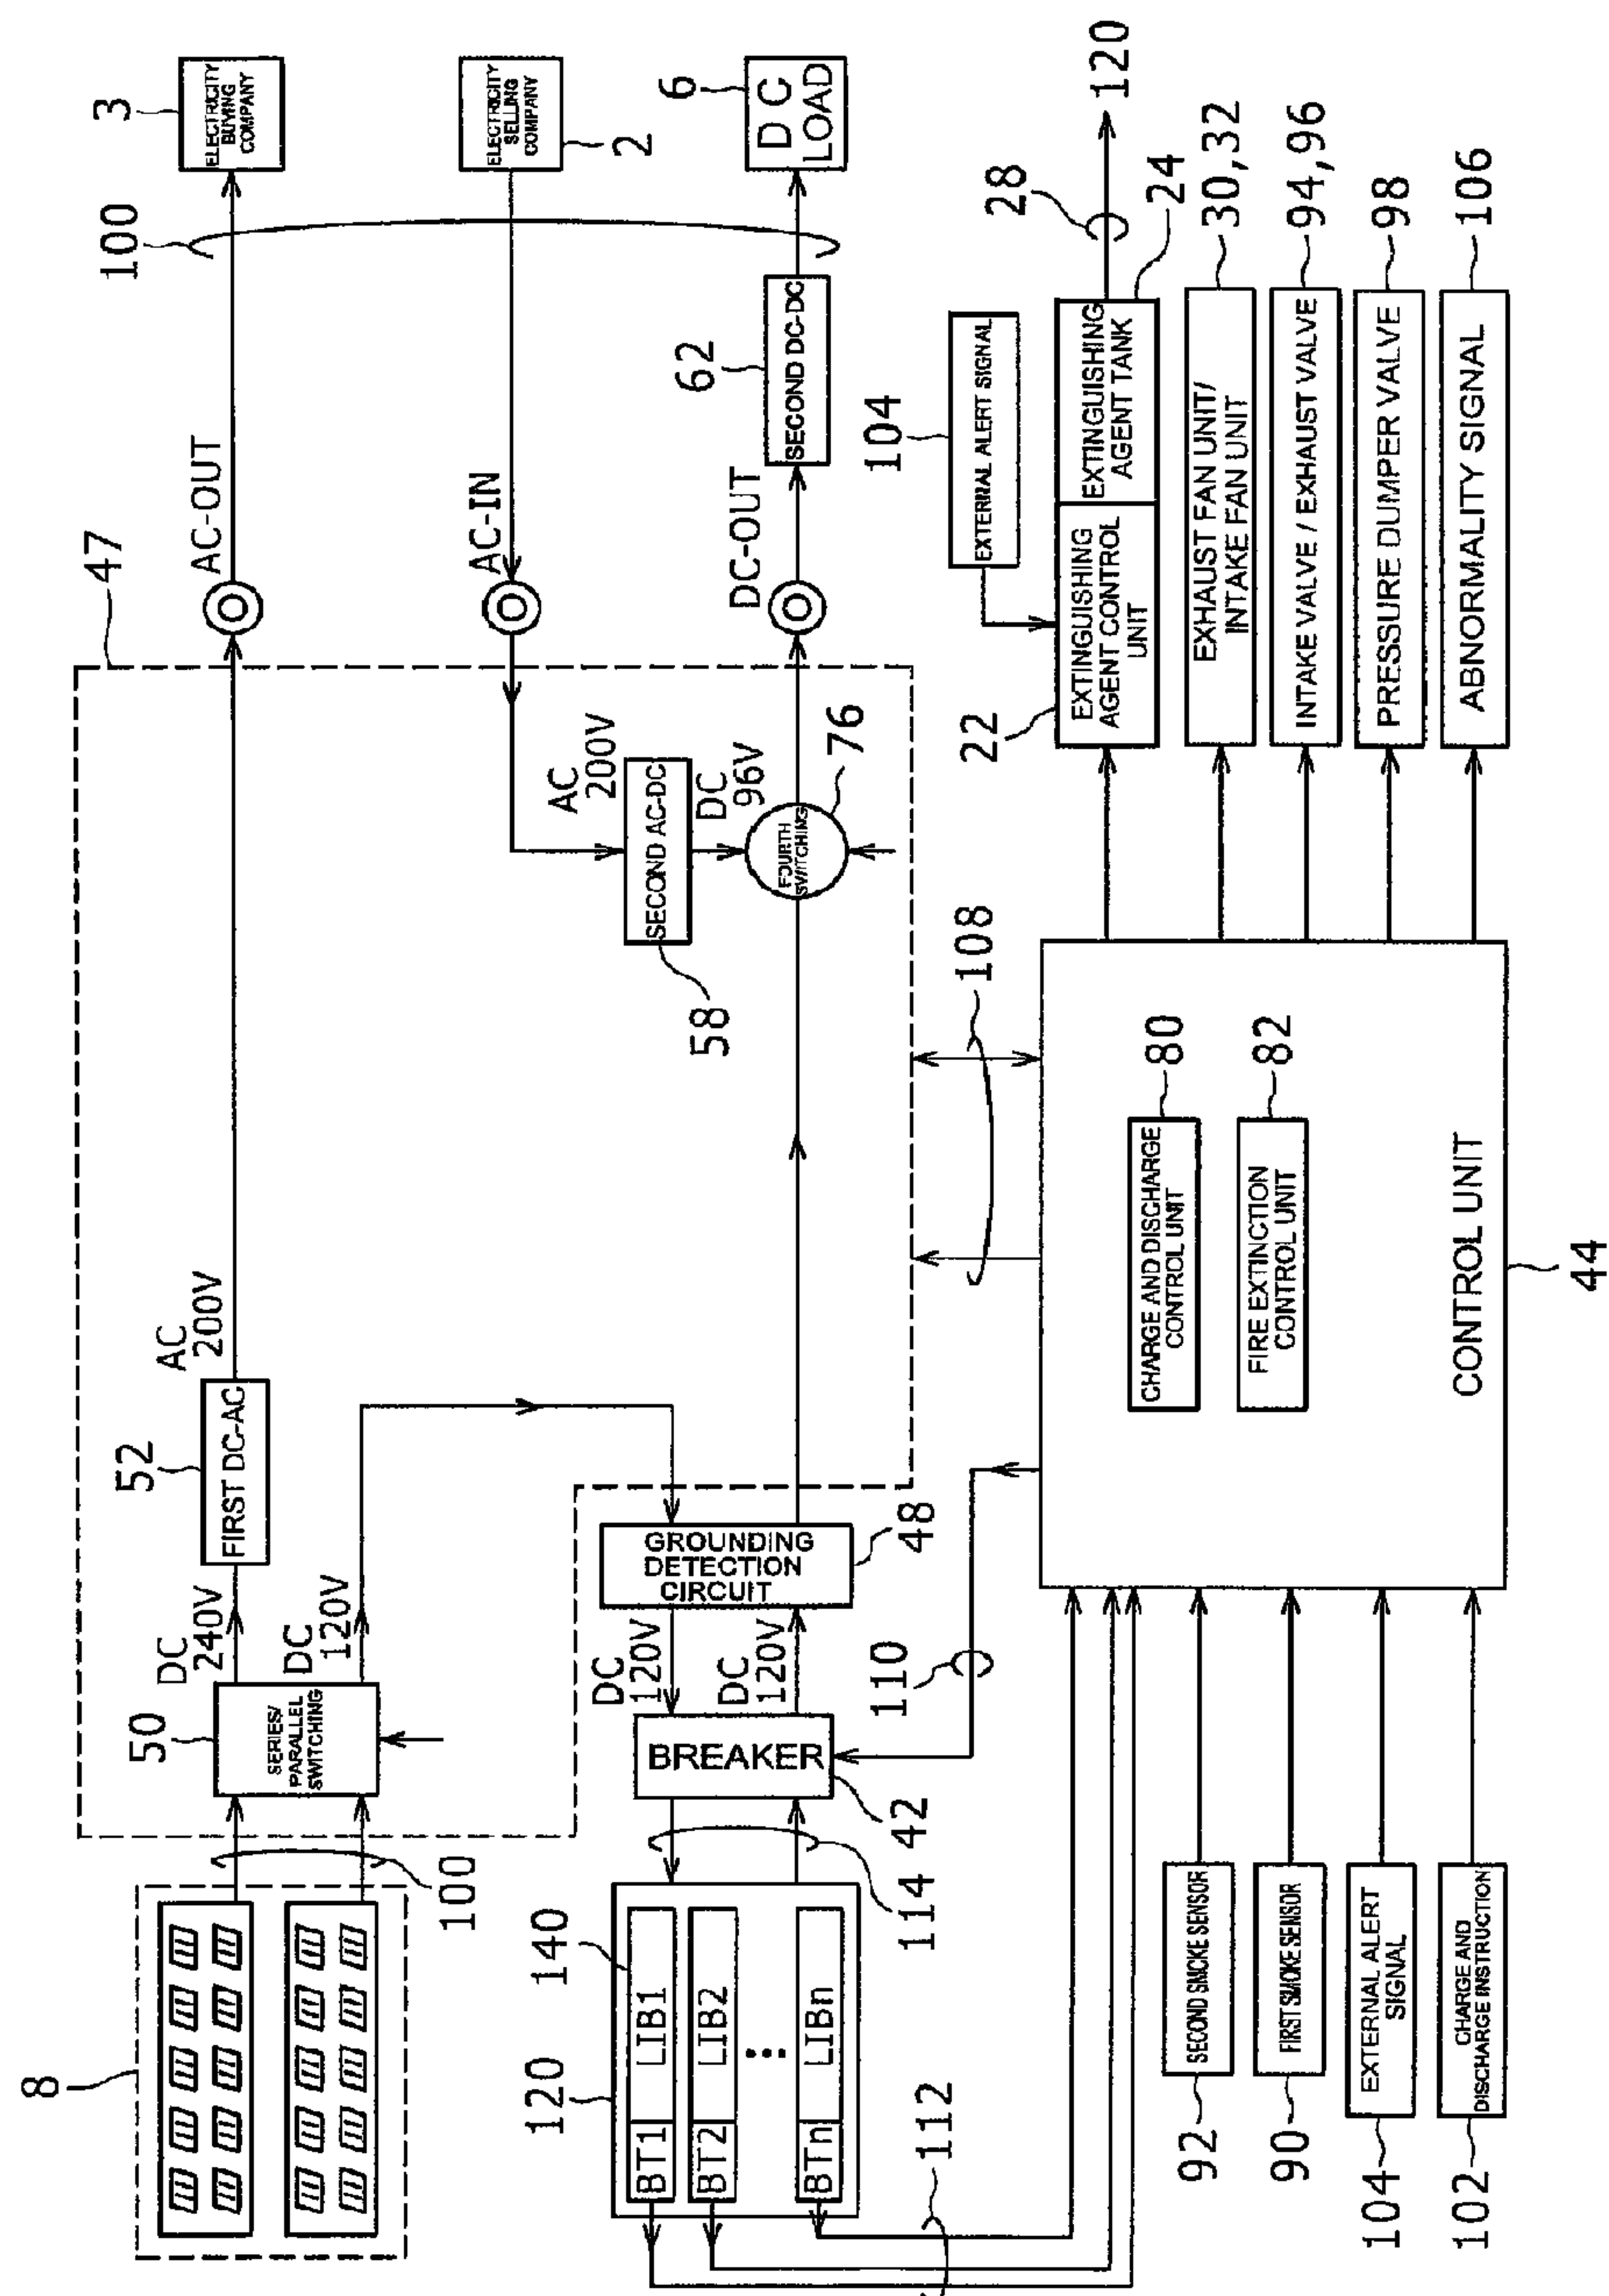 8
100
50
SERIES/
PARALLEL
SWITCHING
DC
240V
DC
120V
52
FIRST DC-AC
AC
200V
47
AC-OUT
100
3
ELECTRICITY
BUYING
COMPANY
AC-IN
ELECTRICITY
SELLING
COMPANY
2
AC
200V
SECOND AC-DC
58
DC
96V
FOURTH
SWITCHING
76
DC-OUT
62
SECOND DC-DC
6
DC
LOAD
120
140
BT1
LIB1
BT2
LIB2
BTn
LIBn
112
114
BREAKER
42
DC
120V
DC
120V
GROUNDING
DETECTION
CIRCUIT
48
110
108
92
SECOND SMOKE SENSOR
90
FIRST SMOKE SENSOR
104
EXTERNAL ALERT
SIGNAL
102
CHARGE AND
DISCHARGE INSTRUCTION
CHARGE AND DISCHARGE
CONTROL UNIT
80
FIRE EXTINCTION
CONTROL UNIT
82
CONTROL UNIT
44
104
EXTERNAL ALERT SIGNAL
22
EXTINGUISHING
AGENT CONTROL
UNIT
EXTINGUISHING
AGENT TANK
24
28
120
EXHAUST FAN UNIT/
INTAKE FAN UNIT
30,32
INTAKE VALVE / EXHAUST VALVE
94,96
PRESSURE DUMPER VALVE
98
ABNORMALITY SIGNAL
106